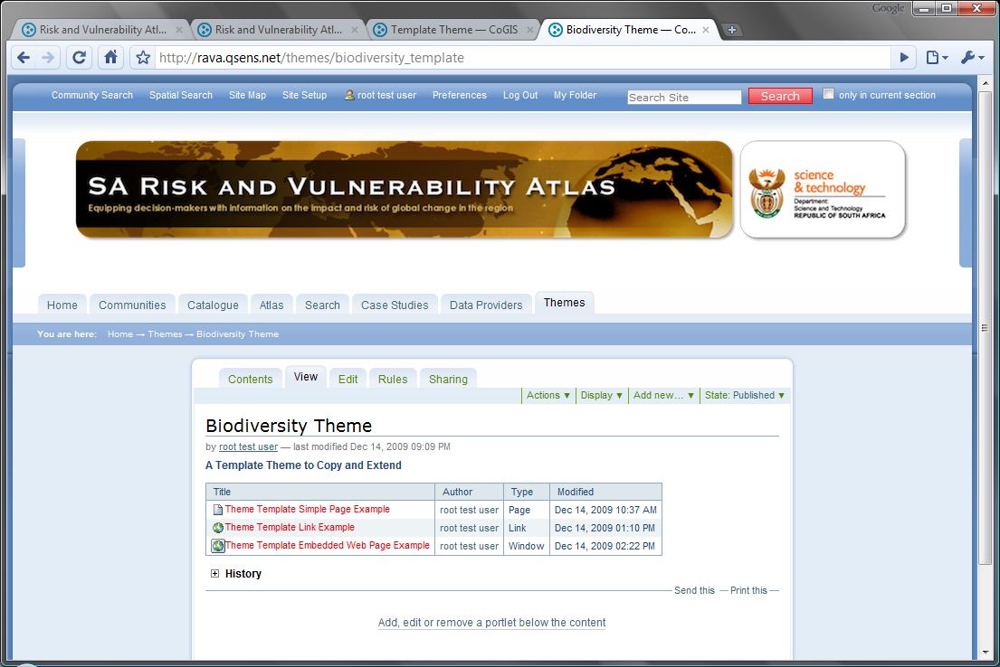 Google
Risk and Vulnerability Atl...
Risk and Vulnerability Atl...
Template Theme — CoGIS
Biodiversity Theme — Co...
http://rava.qsens.net/themes/biodiversity_template
Community Search Spatial Search Site Map Site Setup root test user Preferences Log Out My Folder Search Site Search only in current section
SA Risk and Vulnerability Atlas
Equipping decision-makers with information on the impact and risk of global change in the region
science
& technology
Department:
Science and Technology
REPUBLIC OF SOUTH AFRICA
Home Communities Catalogue Atlas Search Case Studies Data Providers Themes
You are here: Home → Themes → Biodiversity Theme
Contents View Edit Rules Sharing
Actions ▼ Display ▼ Add new… ▼ State: Published ▼
Biodiversity Theme
by root test user — last modified Dec 14, 2009 09:09 PM
A Template Theme to Copy and Extend
Title Author Type Modified
Theme Template Simple Page Example root test user Page Dec 14, 2009 10:37 AM
Theme Template Link Example root test user Link Dec 14, 2009 01:10 PM
Theme Template Embedded Web Page Example root test user Window Dec 14, 2009 02:22 PM
History
Send this — Print this —
Add, edit or remove a portlet below the content